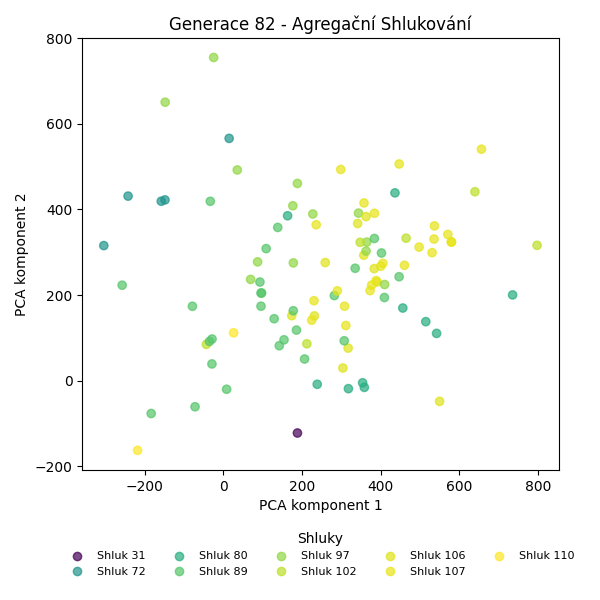 Generace 82 - Agregační Shlukování
PCA komponent 2
800
600
400
200
0
−200
−200 0 200 400 600 800
PCA komponent 1
Shluky
Shluk 31 Shluk 80 Shluk 97 Shluk 106 Shluk 110
Shluk 72 Shluk 89 Shluk 102 Shluk 107